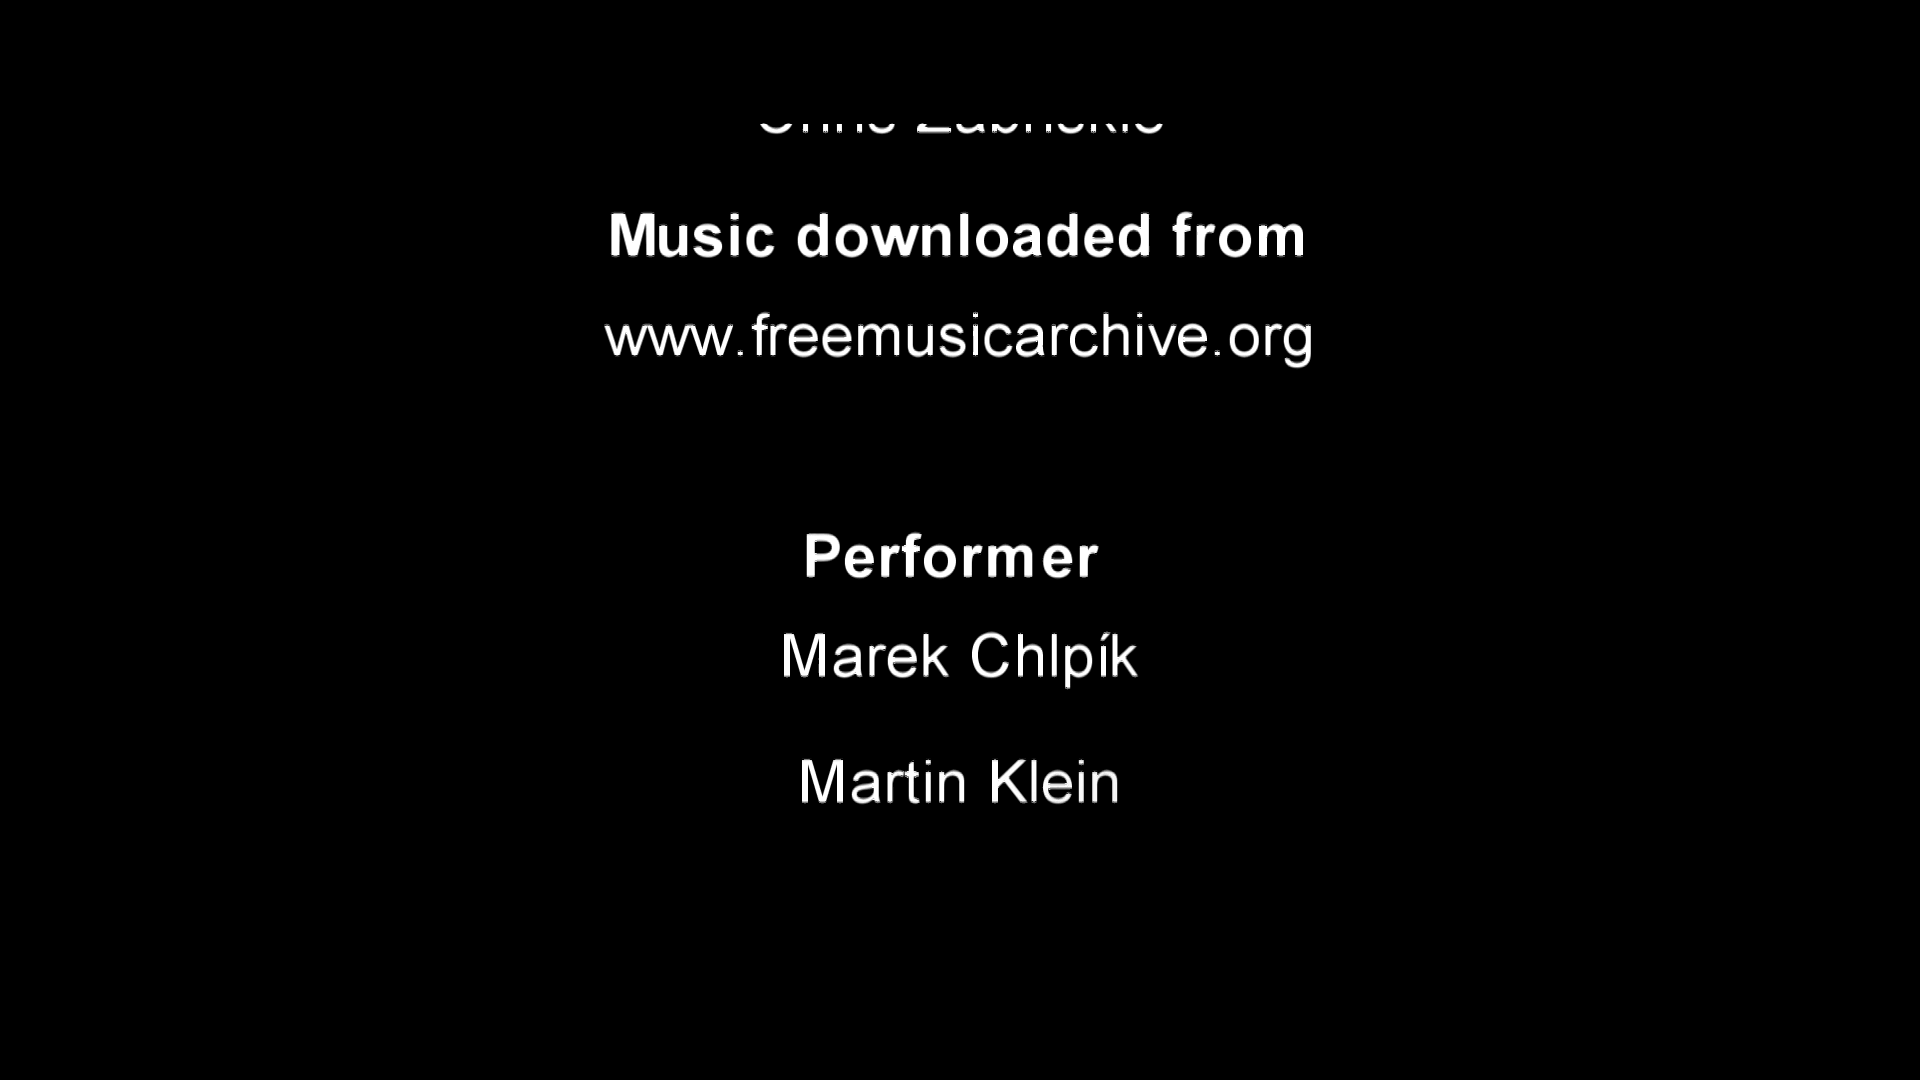 Music downloaded from
www.freemusicarchive.org
Performer
Marek Chlpík
Martin Klein